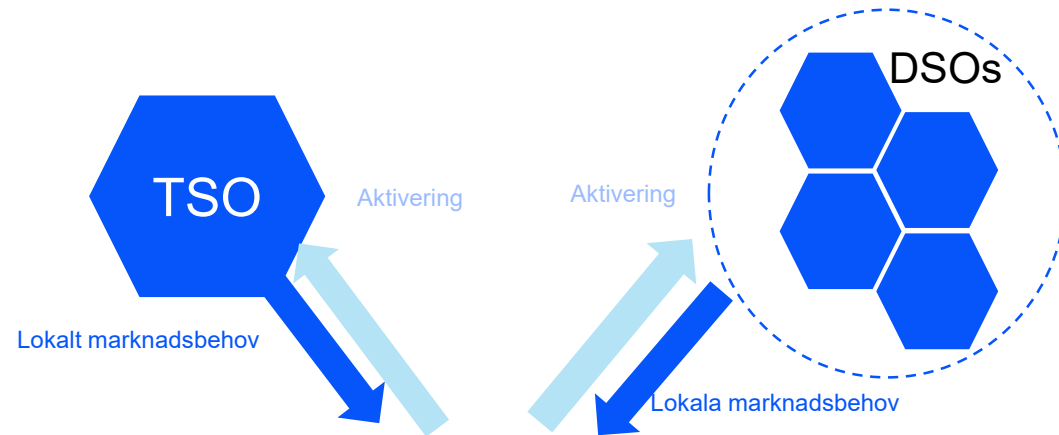 DSOs
TSO
Aktivering
Aktivering
Lokalt marknadsbehov
Lokala marknadsbehov